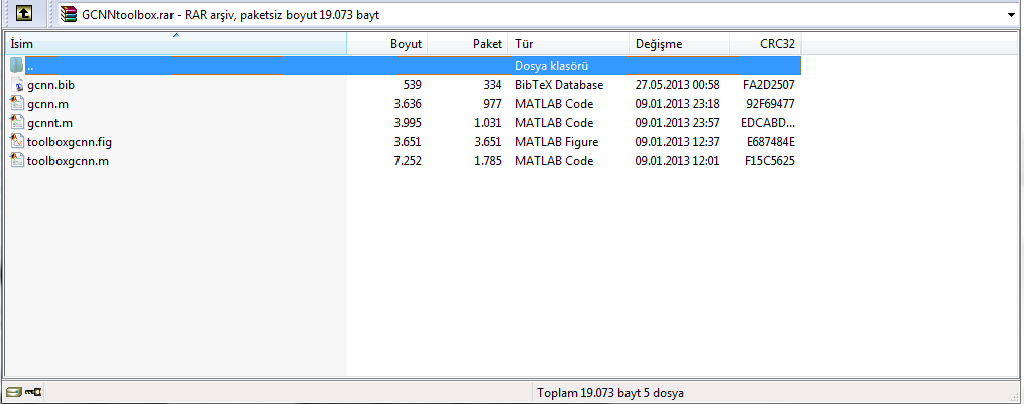 GCNNtoolbox.rar - RAR arşiv, paketsiz boyut 19.073 bayt
İsim Boyut Paket Tür Değişme CRC32
.. Dosya klasörü
gcnn.bib 539 334 BibTeX Database 27.05.2013 00:58 FA2D2507
gcnn.m 3.636 977 MATLAB Code 09.01.2013 23:18 92F69477
gcnnt.m 3.995 1.031 MATLAB Code 09.01.2013 23:57 EDCABD...
toolboxgcnn.fig 3.651 3.651 MATLAB Figure 09.01.2013 12:37 E687484E
toolboxgcnn.m 7.252 1.785 MATLAB Code 09.01.2013 12:01 F15C5625
Toplam 19.073 bayt 5 dosya